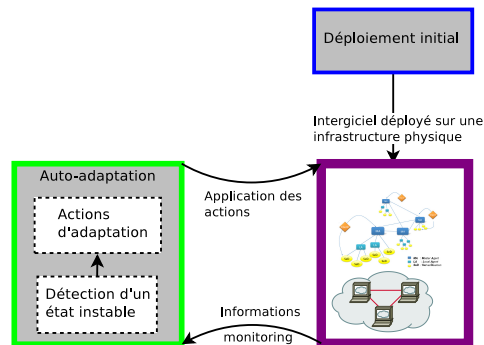 Déploiement initial
Intergiciel déployé sur une
infrastructure physique
Auto-adaptation
Actions
d'adaptation
Détection d'un
état instable
Application des
actions
Informations
monitoring